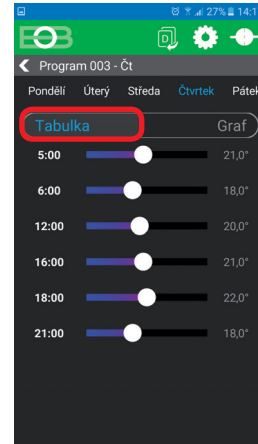 27% 14:1
EOB
Program 003 - Čt
Pondělí Úterý Středa Čtvrtek Pátek
Tabulka Graf
5:00 21,0°
6:00 18,0°
12:00 20,0°
16:00 21,0°
18:00 22,0°
21:00 18,0°